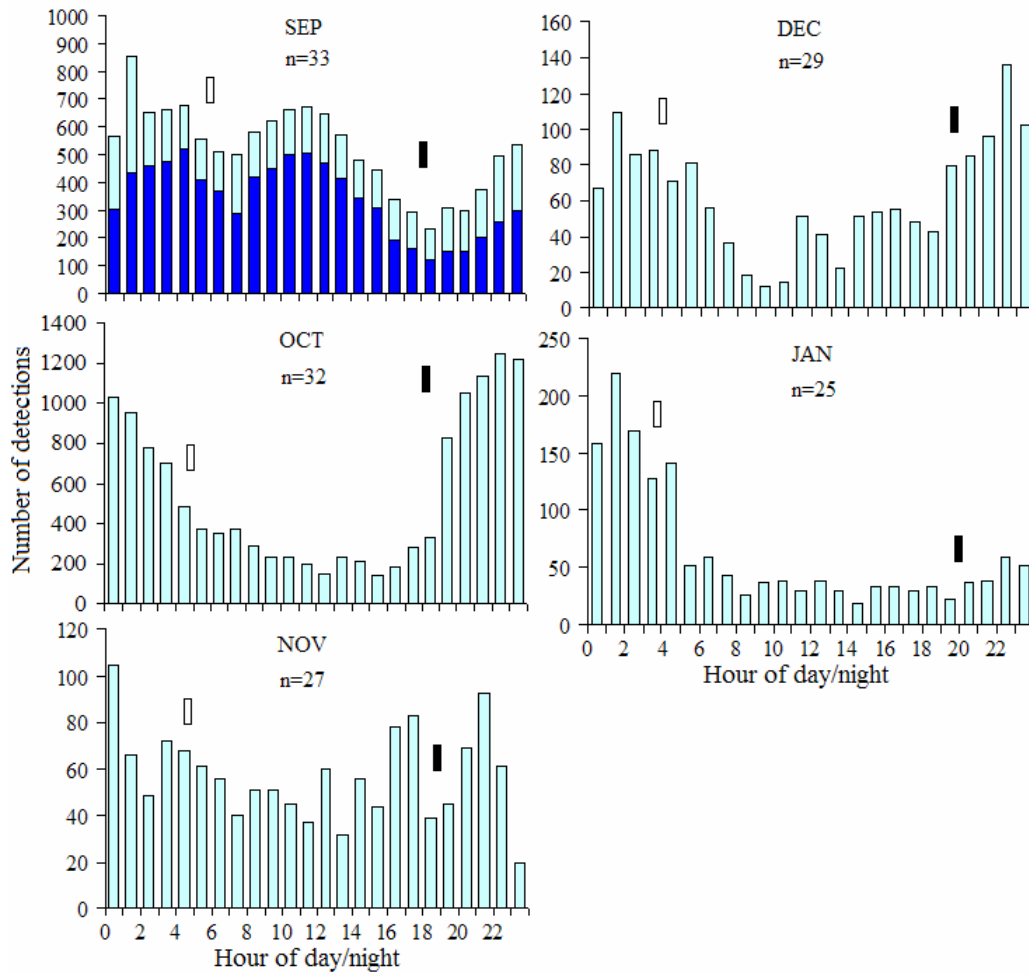 SEP
n=33
1000
900
800
700
600
500
400
300
200
100
0
DEC
n=29
160
140
120
100
80
60
40
20
0
OCT
n=32
1400
1200
1000
800
600
400
200
0
Number of detections
JAN
n=25
250
200
150
100
50
0
0 2 4 6 8 10 12 14 16 18 20 22
Hour of day/night
NOV
n=27
120
100
80
60
40
20
0
0 2 4 6 8 10 12 14 16 18 20 22
Hour of day/night